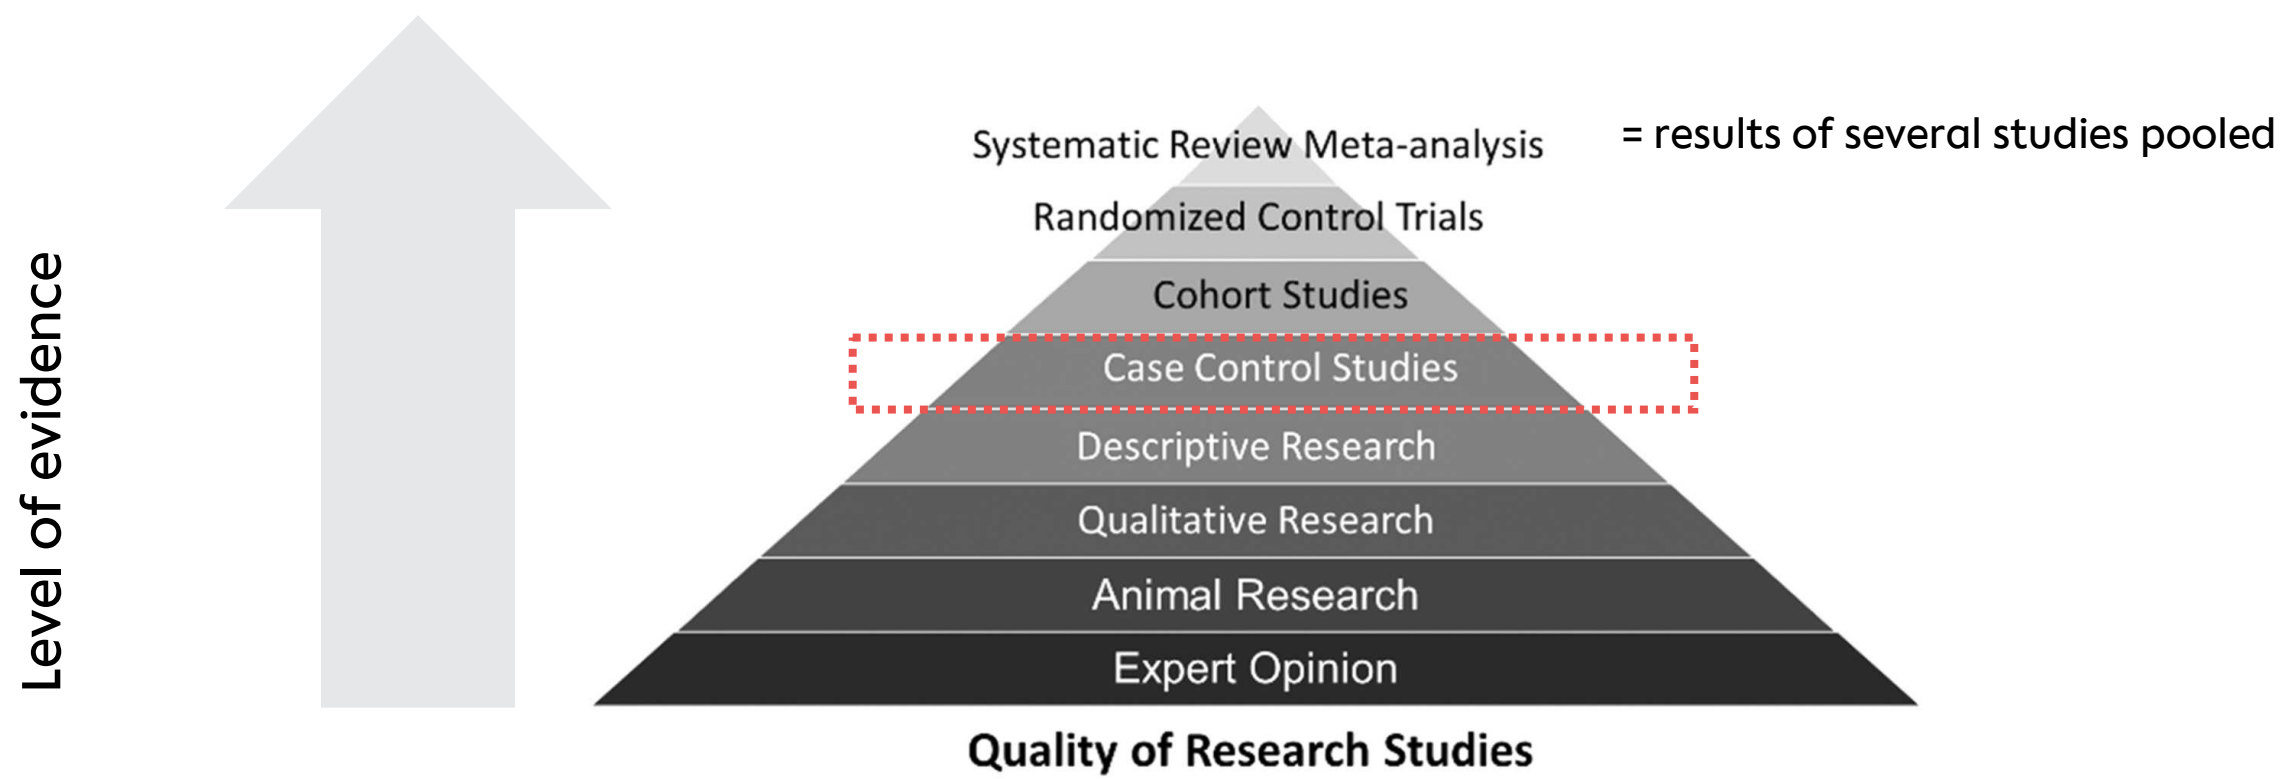 Level of evidence
Systematic Review Meta-analysis
= results of several studies pooled
Randomized Control Trials
Cohort Studies
Case Control Studies
Descriptive Research
Qualitative Research
Animal Research
Expert Opinion
Quality of Research Studies